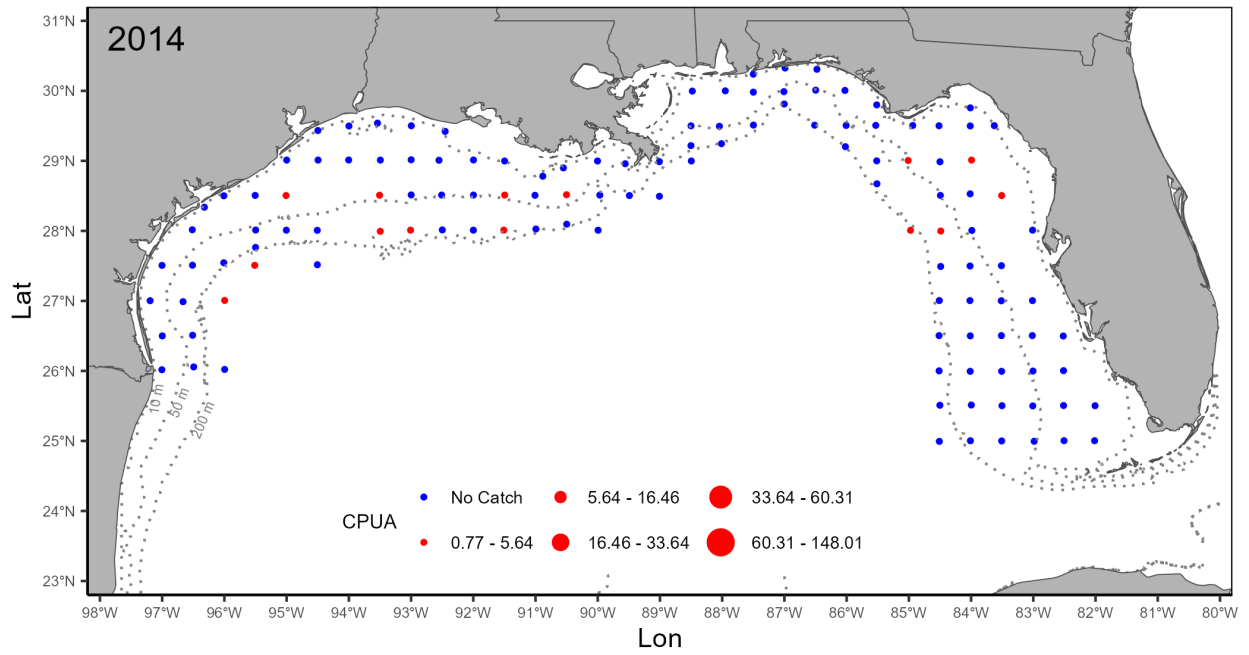 2014
31°N
30°N
29°N
28°N
27°N
26°N
25°N
24°N
23°N
Lat
10 m
50 m
200 m
CPUA
No Catch
5.64 - 16.46
33.64 - 60.31
0.77 - 5.64
16.46 - 33.64
60.31 - 148.01
98°W 97°W 96°W 95°W 94°W 93°W 92°W 91°W 90°W 89°W 88°W 87°W 86°W 85°W 84°W 83°W 82°W 81°W 80°W
Lon